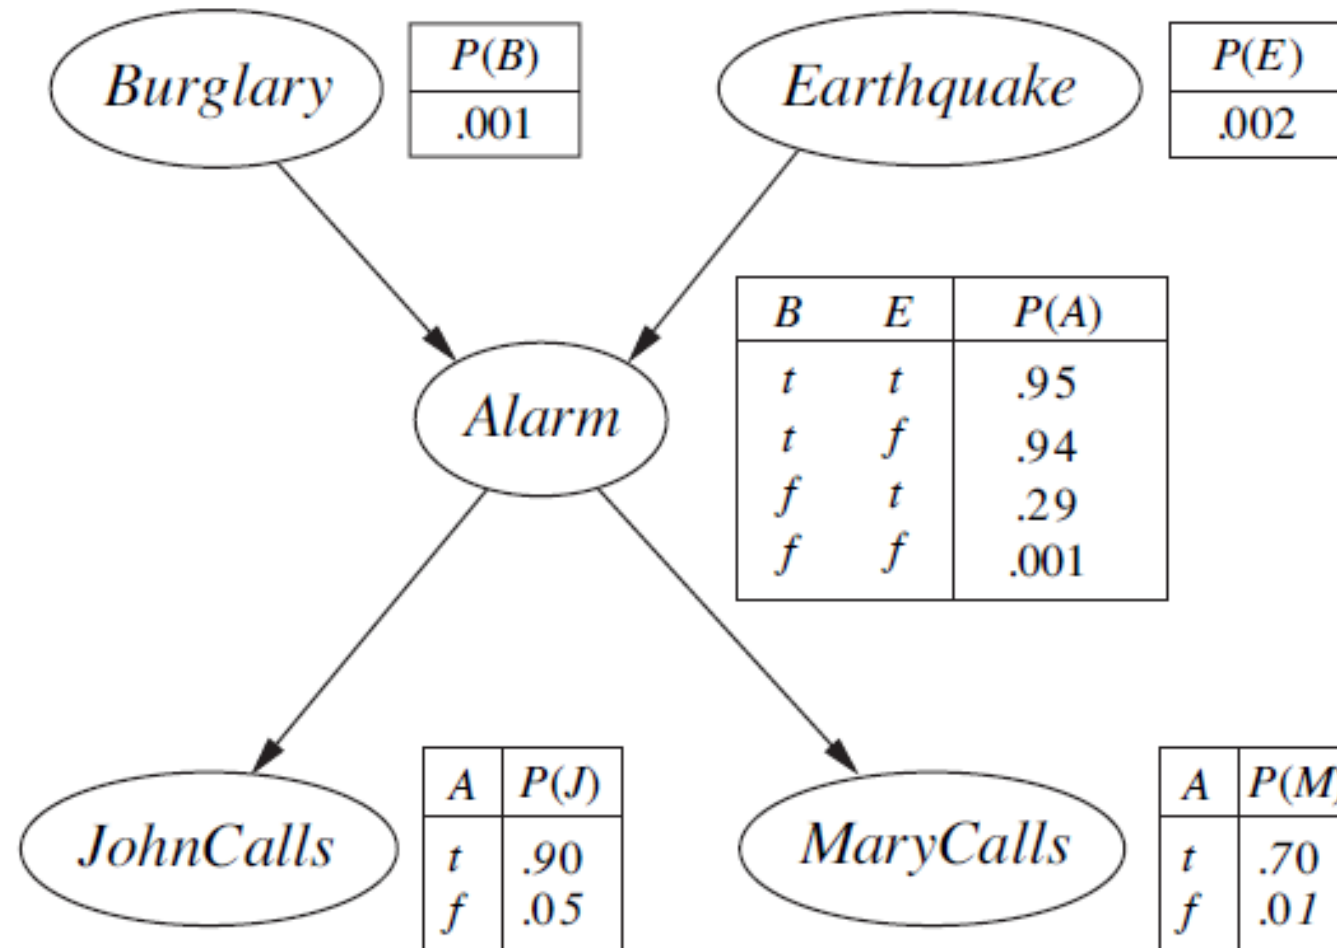 Burglary
P(B)
.001
Earthquake
P(E)
.002
Alarm
B E P(A)
t t .95
t f .94
f t .29
f f .001
JohnCalls
A P(J)
t .90
f .05
MaryCalls
A P(M)
t .70
f .01